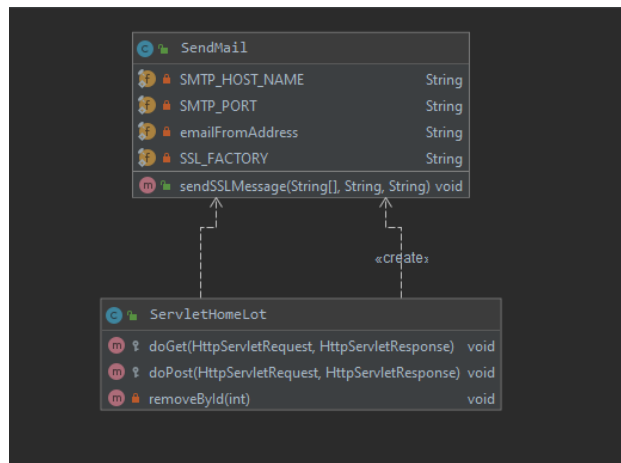 SendMail
SMTP_HOST_NAME String
SMTP_PORT String
emailFromAddress String
SSL_FACTORY String
sendSSLMessage(String[], String, String) void
«create»
ServletHomeLot
doGet(HttpServletRequest, HttpServletResponse) void
doPost(HttpServletRequest, HttpServletResponse) void
removeById(int) void